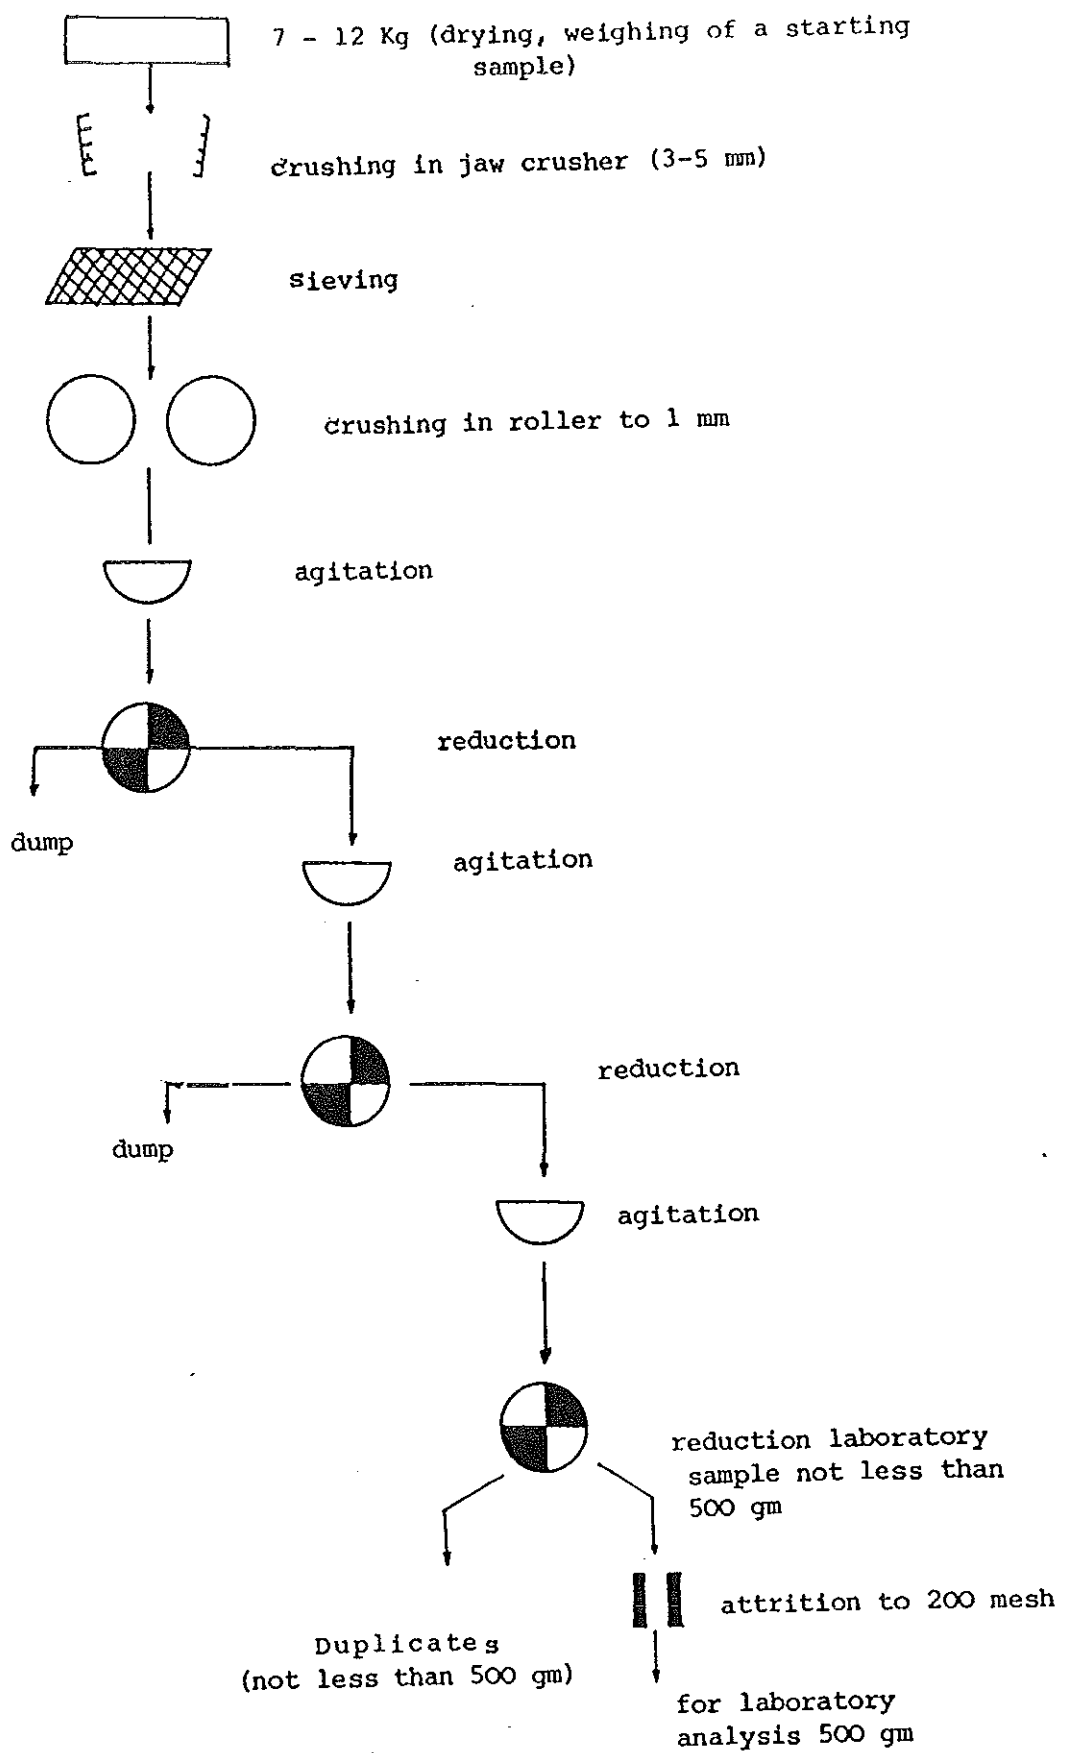 7 - 12 Kg (drying, weighing of a starting
sample)
crushing in jaw crusher (3-5 mm)
sieving
crushing in roller to 1 mm
agitation
reduction
dump
agitation
reduction
dump
agitation
reduction laboratory
sample not less than
500 gm
attrition to 200 mesh
Duplicates
(not less than 500 gm)
for laboratory
analysis 500 gm